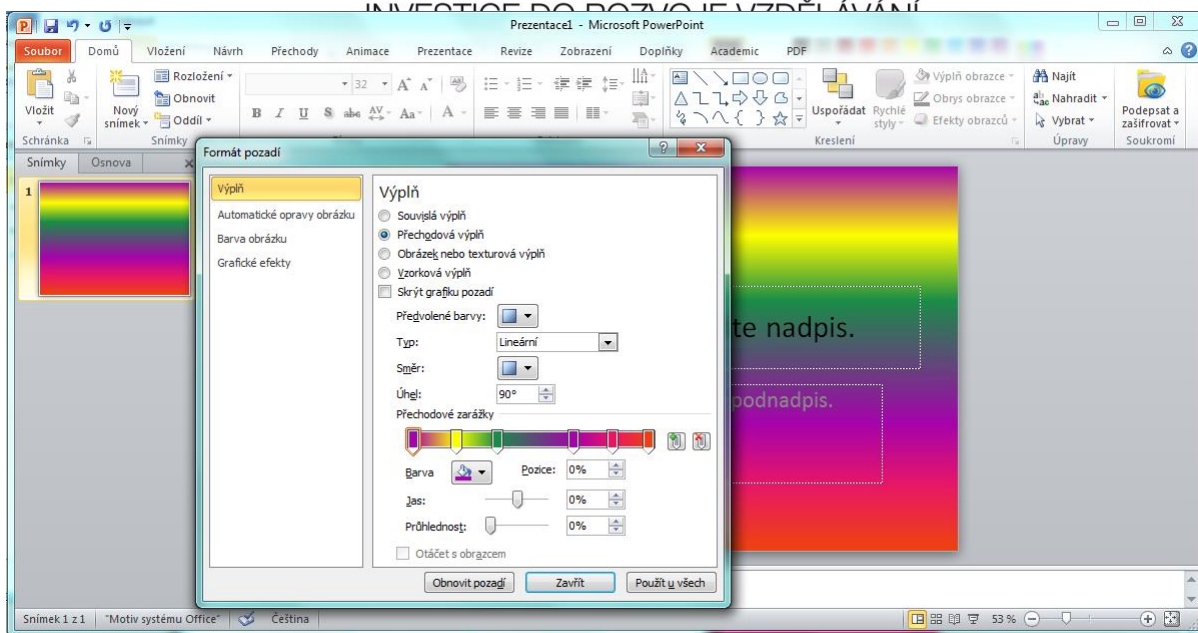 INVESTICE DO ROZVOJE VZDĚLÁVÁNÍ
Prezentace1 - Microsoft PowerPoint
Soubor Domů Vložení Návrh Přechody Animace Prezentace Revize Zobrazení Doplňky Academic PDF
Vložit
Schránka
Nový snímek
Rozložení
Obnovit
Oddíl
Snímky
32
B I U S abc AV Aa A
Uspořádat
Rychlé styly
Výplň obrazce
Obrys obrazce
Efekty obrazců
Kreslení
Najít
Nahradit
Vybrat
Úpravy
Podepsat a zašifrovat
Soukromí
Snímky Osnova
1
Formát pozadí
Výplň
Automatické opravy obrázku
Barva obrázku
Grafické efekty
Výplň
Souvislá výplň
Přechodová výplň
Obrázek nebo texturová výplň
Vzorková výplň
Skrýt grafiku pozadí
Předvolené barvy:
Typ: Lineární
Směr:
Úhel: 90°
Přechodové zarážky
Barva Pozice: 0%
Jas: 0%
Průhlednost: 0%
Otáčet s obrazcem
Obnovit pozadí Zavřít Použít u všech
te nadpis.
podnadpis.
Snímek 1 z 1 "Motiv systému Office" Čeština 53 %